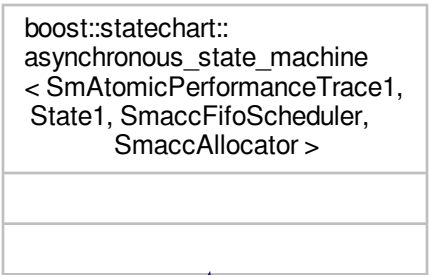 boost::statechart::
asynchronous_state_machine
< SmAtomicPerformanceTrace1,
State1, SmaccFifoScheduler,
SmaccAllocator >